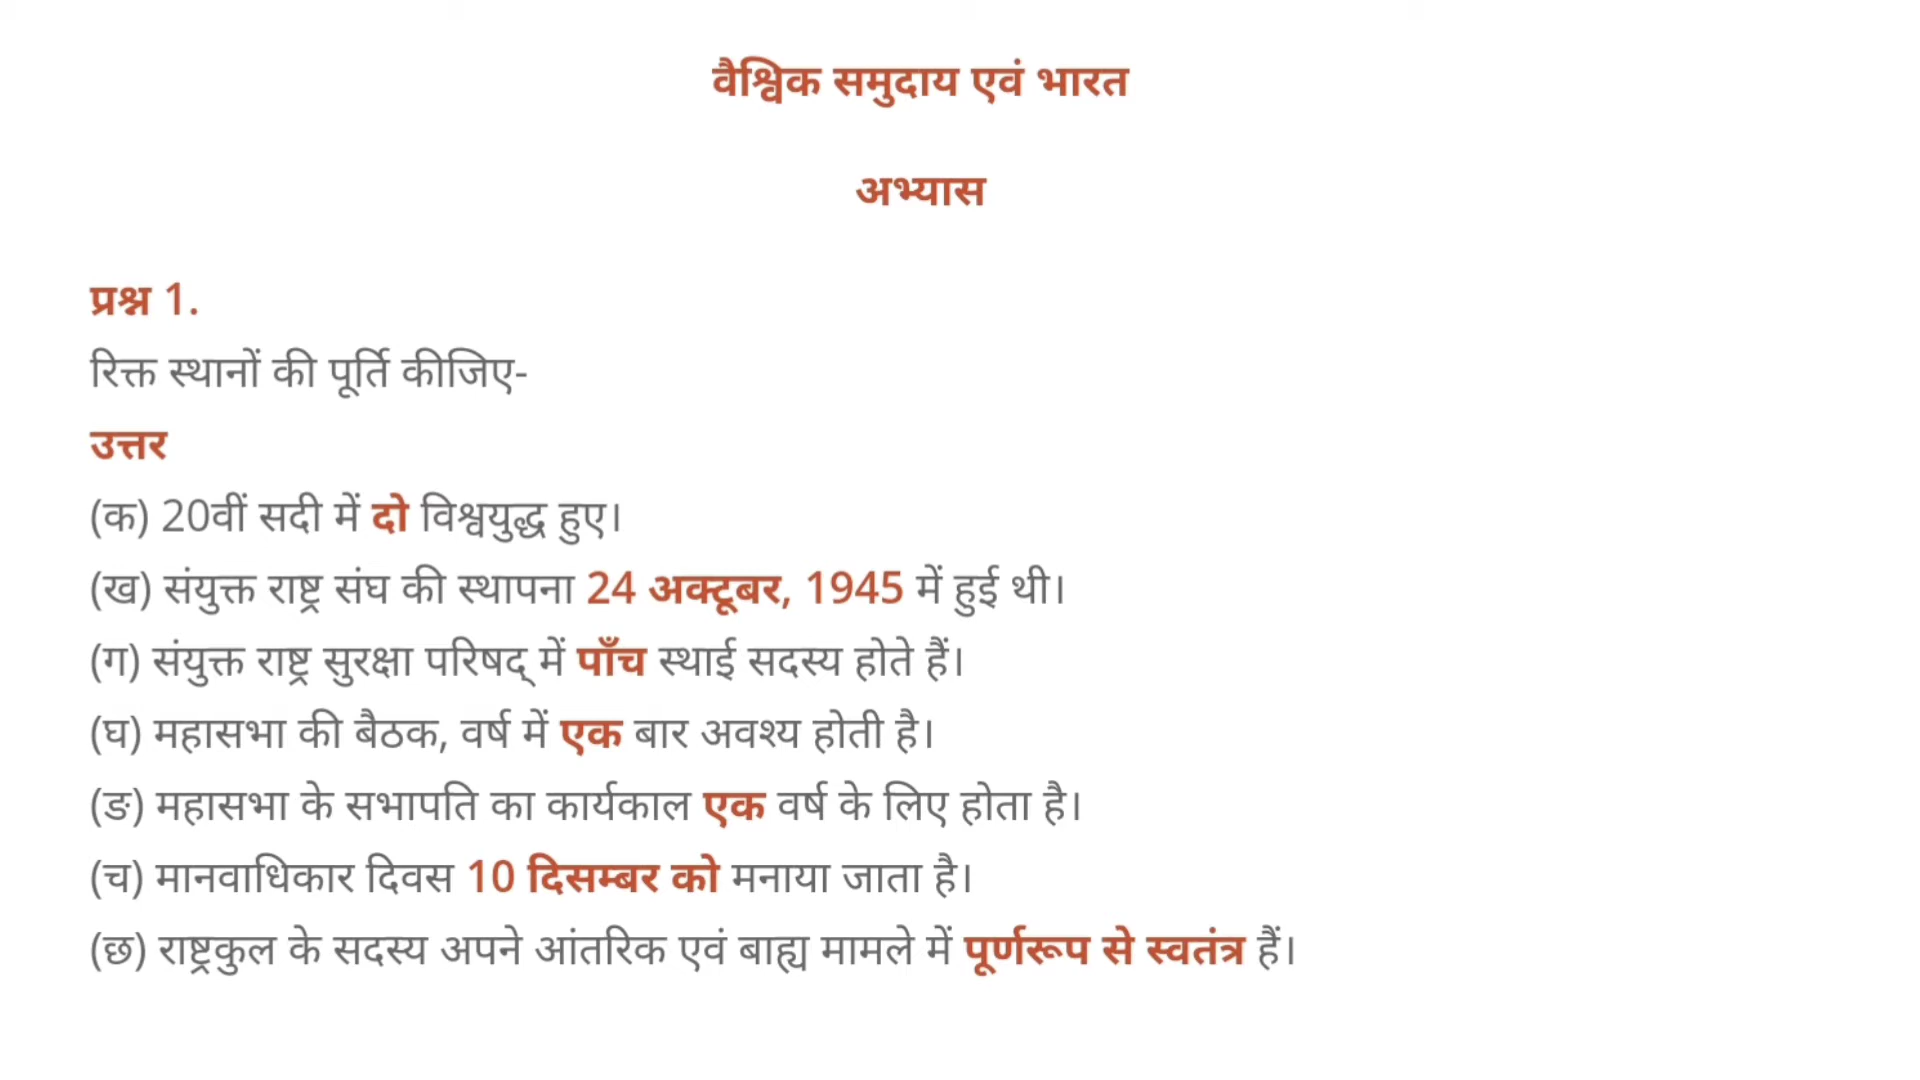 वैश्विक समुदाय एवं भारत
अभ्यास
प्रश्न 1.
रिक्त स्थानों की पूर्ति कीजिए-
उत्तर
(क) 20वीं सदी में दो विश्वयुद्ध हुए।
(ख) संयुक्त राष्ट्र संघ की स्थापना 24 अक्टूबर, 1945 में हुई थी।
(ग) संयुक्त राष्ट्र सुरक्षा परिषद् में पाँच स्थाई सदस्य होते हैं।
(घ) महासभा की बैठक, वर्ष में एक बार अवश्य होती है।
(ङ) महासभा के सभापति का कार्यकाल एक वर्ष के लिए होता है।
(च) मानवाधिकार दिवस 10 दिसम्बर को मनाया जाता है।
(छ) राष्ट्रकुल के सदस्य अपने आंतरिक एवं बाह्य मामले में पूर्णरूप से स्वतंत्र हैं।